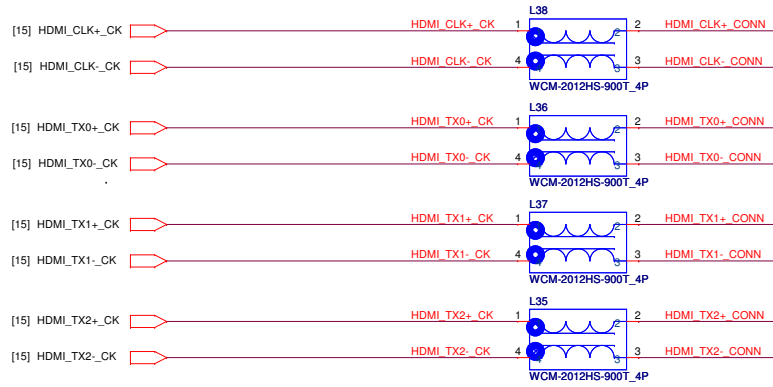 L38
[15] HDMI_CLK+_CK HDMI_CLK+_CK 1 2 2 HDMI_CLK+_CONN
[15] HDMI_CLK-_CK HDMI_CLK-_CK 4 3 3 HDMI_CLK-_CONN
WCM-2012HS-900T_4P
L36
[15] HDMI_TX0+_CK HDMI_TX0+_CK 1 2 2 HDMI_TX0+_CONN
[15] HDMI_TX0-_CK HDMI_TX0-_CK 4 3 3 HDMI_TX0-_CONN
WCM-2012HS-900T_4P
L37
[15] HDMI_TX1+_CK HDMI_TX1+_CK 1 2 2 HDMI_TX1+_CONN
[15] HDMI_TX1-_CK HDMI_TX1-_CK 4 3 3 HDMI_TX1-_CONN
WCM-2012HS-900T_4P
L35
[15] HDMI_TX2+_CK HDMI_TX2+_CK 1 2 2 HDMI_TX2+_CONN
[15] HDMI_TX2-_CK HDMI_TX2-_CK 4 3 3 HDMI_TX2-_CONN
WCM-2012HS-900T_4P